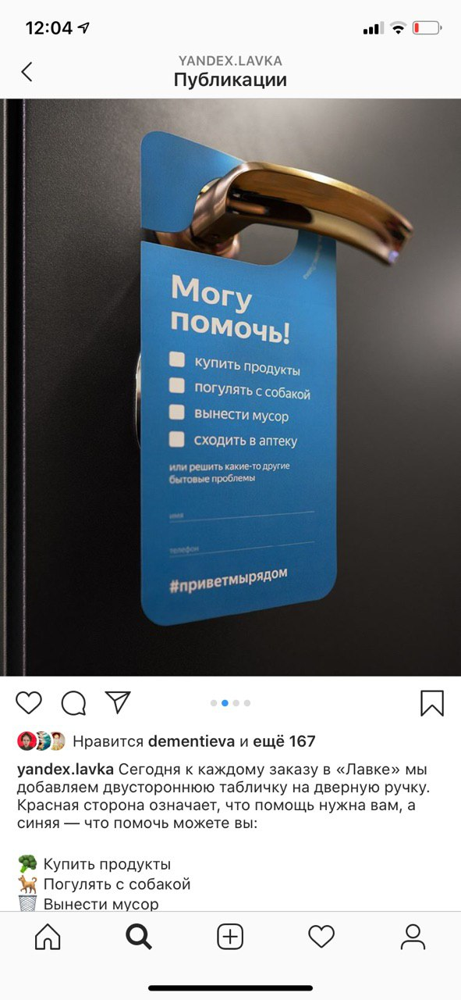 12:04
YANDEX.LAVKA
Публикации
Могу
помочь!
купить продукты
погулять с собакой
вынести мусор
сходить в аптеку
или решить какие-то другие
бытовые проблемы
имя
телефон
#приветмырядом
Нравится dementieva и ещё 167
yandex.lavka Сегодня к каждому заказу в «Лавке» мы
добавляем двустороннюю табличку на дверную ручку.
Красная сторона означает, что помощь нужна вам, а
синяя — что помочь можете вы:
🥦 Купить продукты
🐕 Погулять с собакой
🗑 Вынести мусор